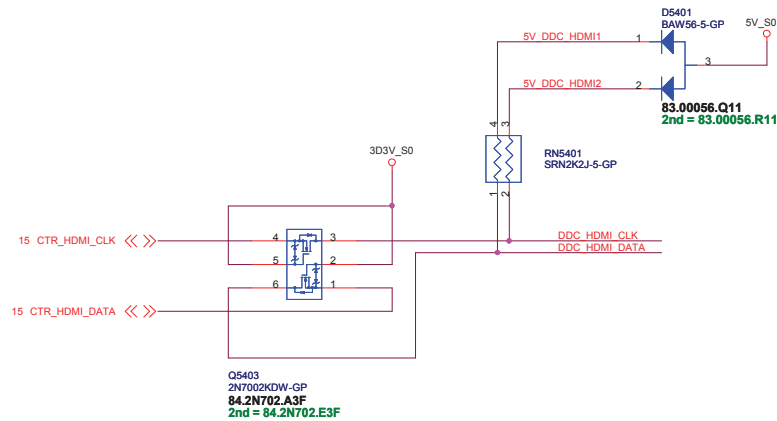 D5401
BAW56-5-GP
5V_S0
5V_DDC_HDMI1
1
3
5V_DDC_HDMI2
2
83.00056.Q11
2nd = 83.00056.R11
4
3
RN5401
SRN2K2J-5-GP
3D3V_S0
1
2
15 CTR_HDMI_CLK
4
3
DDC_HDMI_CLK
DDC_HDMI_DATA
5
2
6
1
15 CTR_HDMI_DATA
Q5403
2N7002KDW-GP
84.2N702.A3F
2nd = 84.2N702.E3F